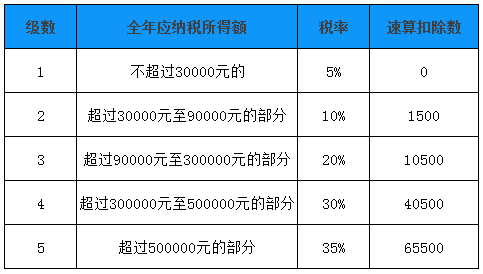 级数 全年应纳税所得额 税率 速算扣除数
1 不超过30000元的 5% 0
2 超过30000元至90000元的部分 10% 1500
3 超过90000元至300000元的部分 20% 10500
4 超过300000元至500000元的部分 30% 40500
5 超过500000元的部分 35% 65500